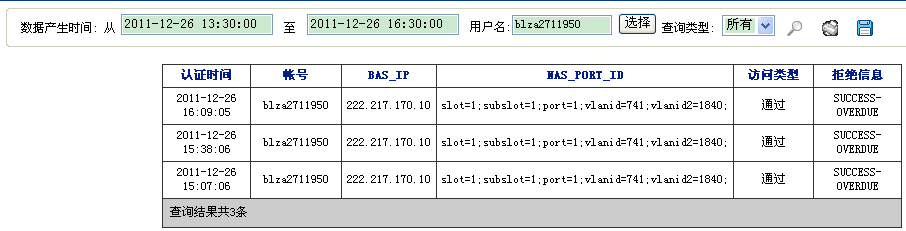 数据产生时间: 从 2011-12-26 13:30:00 至 2011-12-26 16:30:00 用户名: blza2711950 选择 查询类型: 所有
认证时间 帐号 BAS_IP NAS_PORT_ID 访问类型 拒绝信息
2011-12-26 16:09:05 blza2711950 222.217.170.10 slot=1;subslot=1;port=1;vlanid=741;vlanid2=1840; 通过 SUCCESS-OVERDUE
2011-12-26 15:38:06 blza2711950 222.217.170.10 slot=1;subslot=1;port=1;vlanid=741;vlanid2=1840; 通过 SUCCESS-OVERDUE
2011-12-26 15:07:06 blza2711950 222.217.170.10 slot=1;subslot=1;port=1;vlanid=741;vlanid2=1840; 通过 SUCCESS-OVERDUE
查询结果共3条